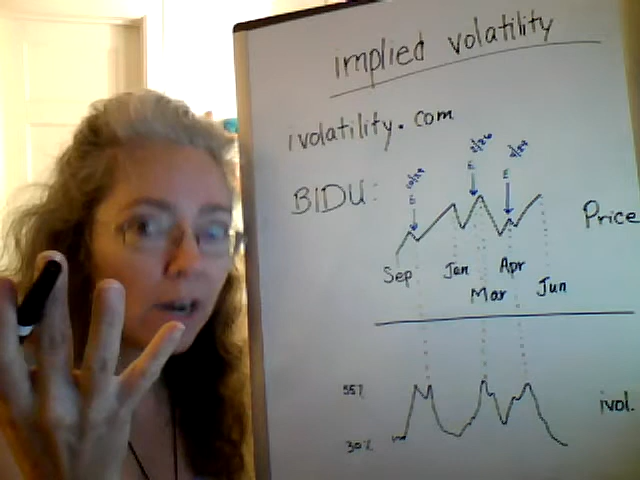 implied volatility
ivolatility.com
BIDU:
E
E
E
Price
Sep
Jan
Mar
Apr
Jun
55%
30%
ivol.